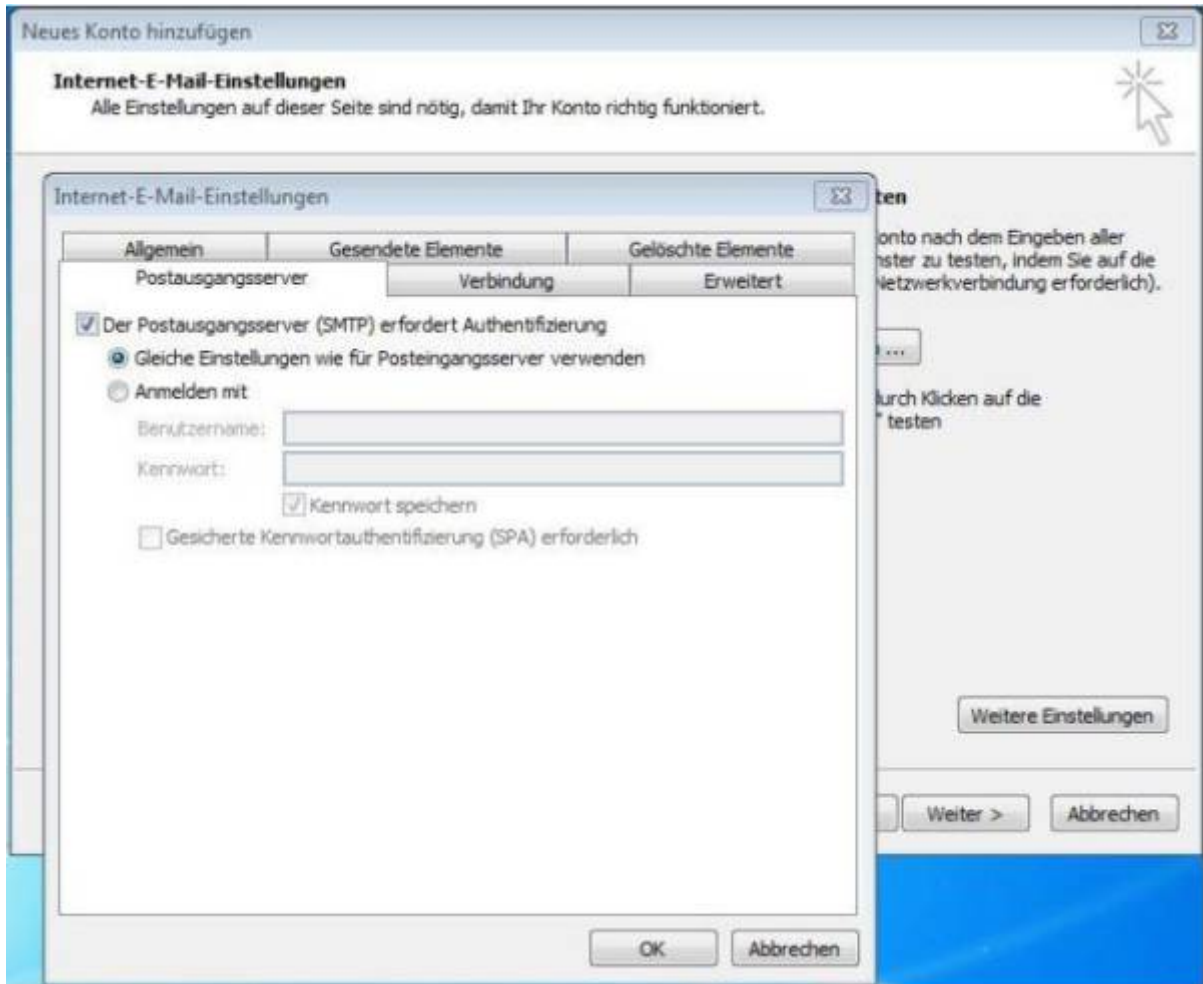 Neues Konto hinzufügen
Internet-E-Mail-Einstellungen
Alle Einstellungen auf dieser Seite sind nötig, damit Ihr Konto richtig funktioniert.
Internet-E-Mail-Einstellungen
Allgemein
Gesendete Elemente
Gelöschte Elemente
Postausgangsserver
Verbindung
Erweitert
Der Postausgangsserver (SMTP) erfordert Authentifizierung
Gleiche Einstellungen wie für Posteingangsserver verwenden
Anmelden mit
Benutzername:
Kennwort:
Kennwort speichern
Gesicherte Kennwortauthentifizierung (SPA) erforderlich
OK
Abbrechen
ten
onto nach dem Eingeben aller
nster zu testen, indem Sie auf die
Netzwerkverbindung erforderlich).
...
durch Klicken auf die
" testen
Weitere Einstellungen
Weiter >
Abbrechen